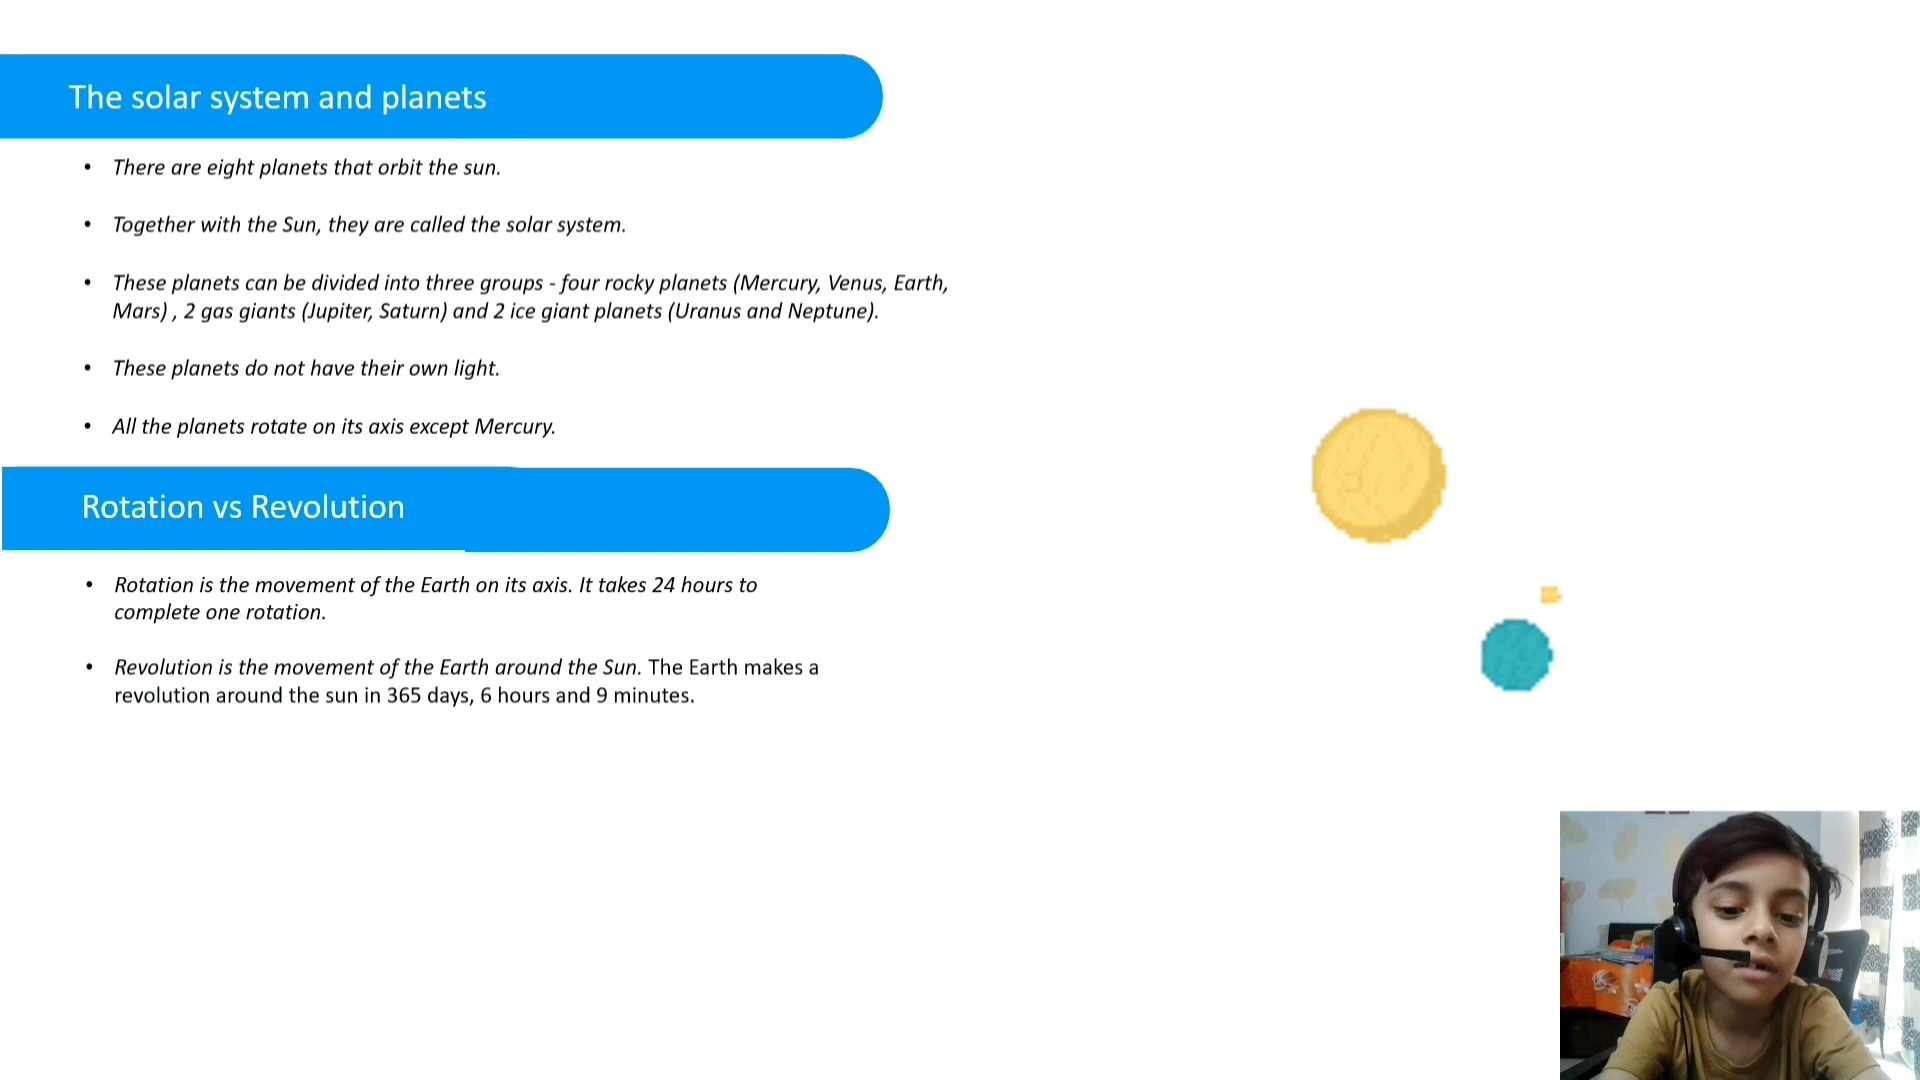 The solar system and planets
• There are eight planets that orbit the sun.
• Together with the Sun, they are called the solar system.
• These planets can be divided into three groups - four rocky planets (Mercury, Venus, Earth,
Mars) , 2 gas giants (Jupiter, Saturn) and 2 ice giant planets (Uranus and Neptune).
• These planets do not have their own light.
• All the planets rotate on its axis except Mercury.
Rotation vs Revolution
• Rotation is the movement of the Earth on its axis. It takes 24 hours to
complete one rotation.
• Revolution is the movement of the Earth around the Sun. The Earth makes a
revolution around the sun in 365 days, 6 hours and 9 minutes.